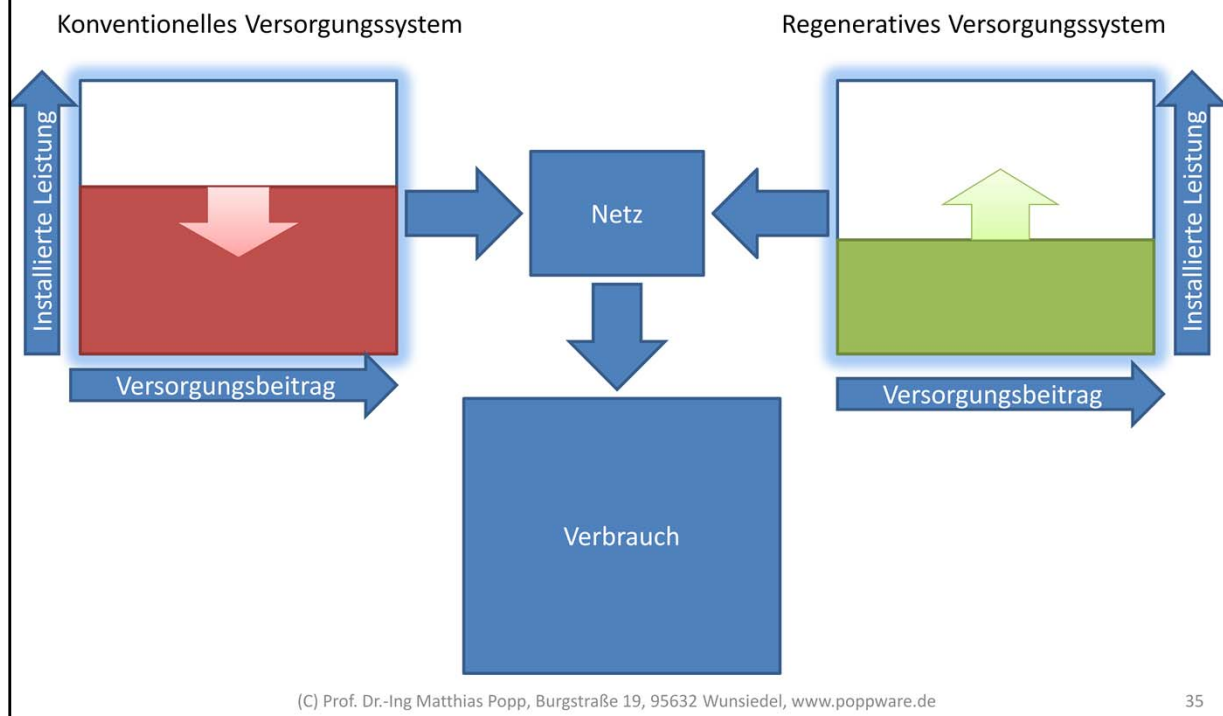 Konventionelles Versorgungssystem
Regeneratives Versorgungssystem
Installierte Leistung
Netz
Installierte Leistung
Versorgungsbeitrag
Versorgungsbeitrag
Verbrauch
(C) Prof. Dr.-Ing Matthias Popp, Burgstraße 19, 95632 Wunsiedel, www.poppware.de
35